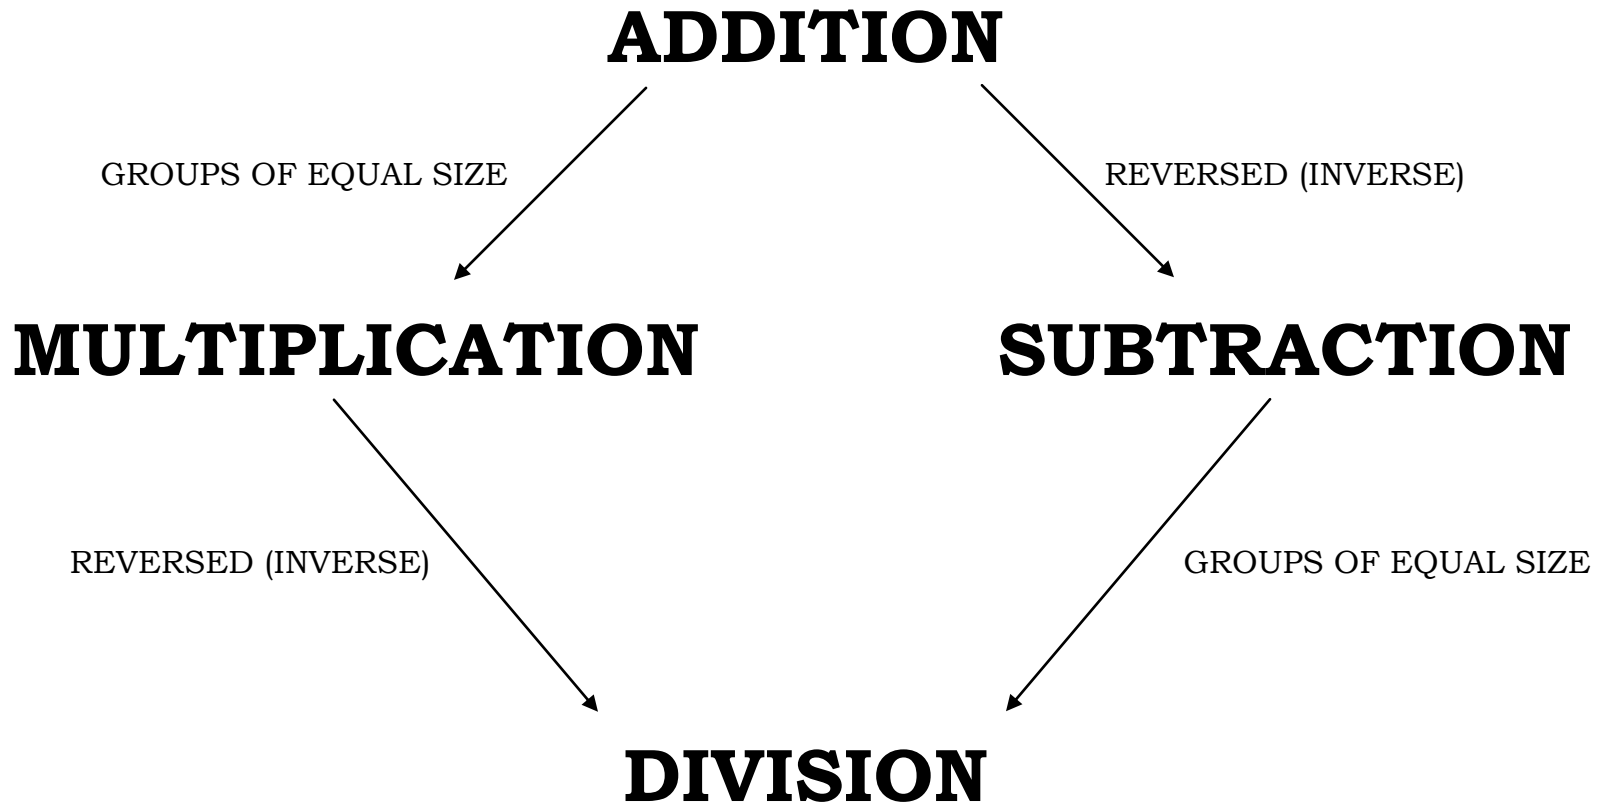 ADDITION
GROUPS OF EQUAL SIZE
REVERSED (INVERSE)
MULTIPLICATION
SUBTRACTION
REVERSED (INVERSE)
GROUPS OF EQUAL SIZE
DIVISION